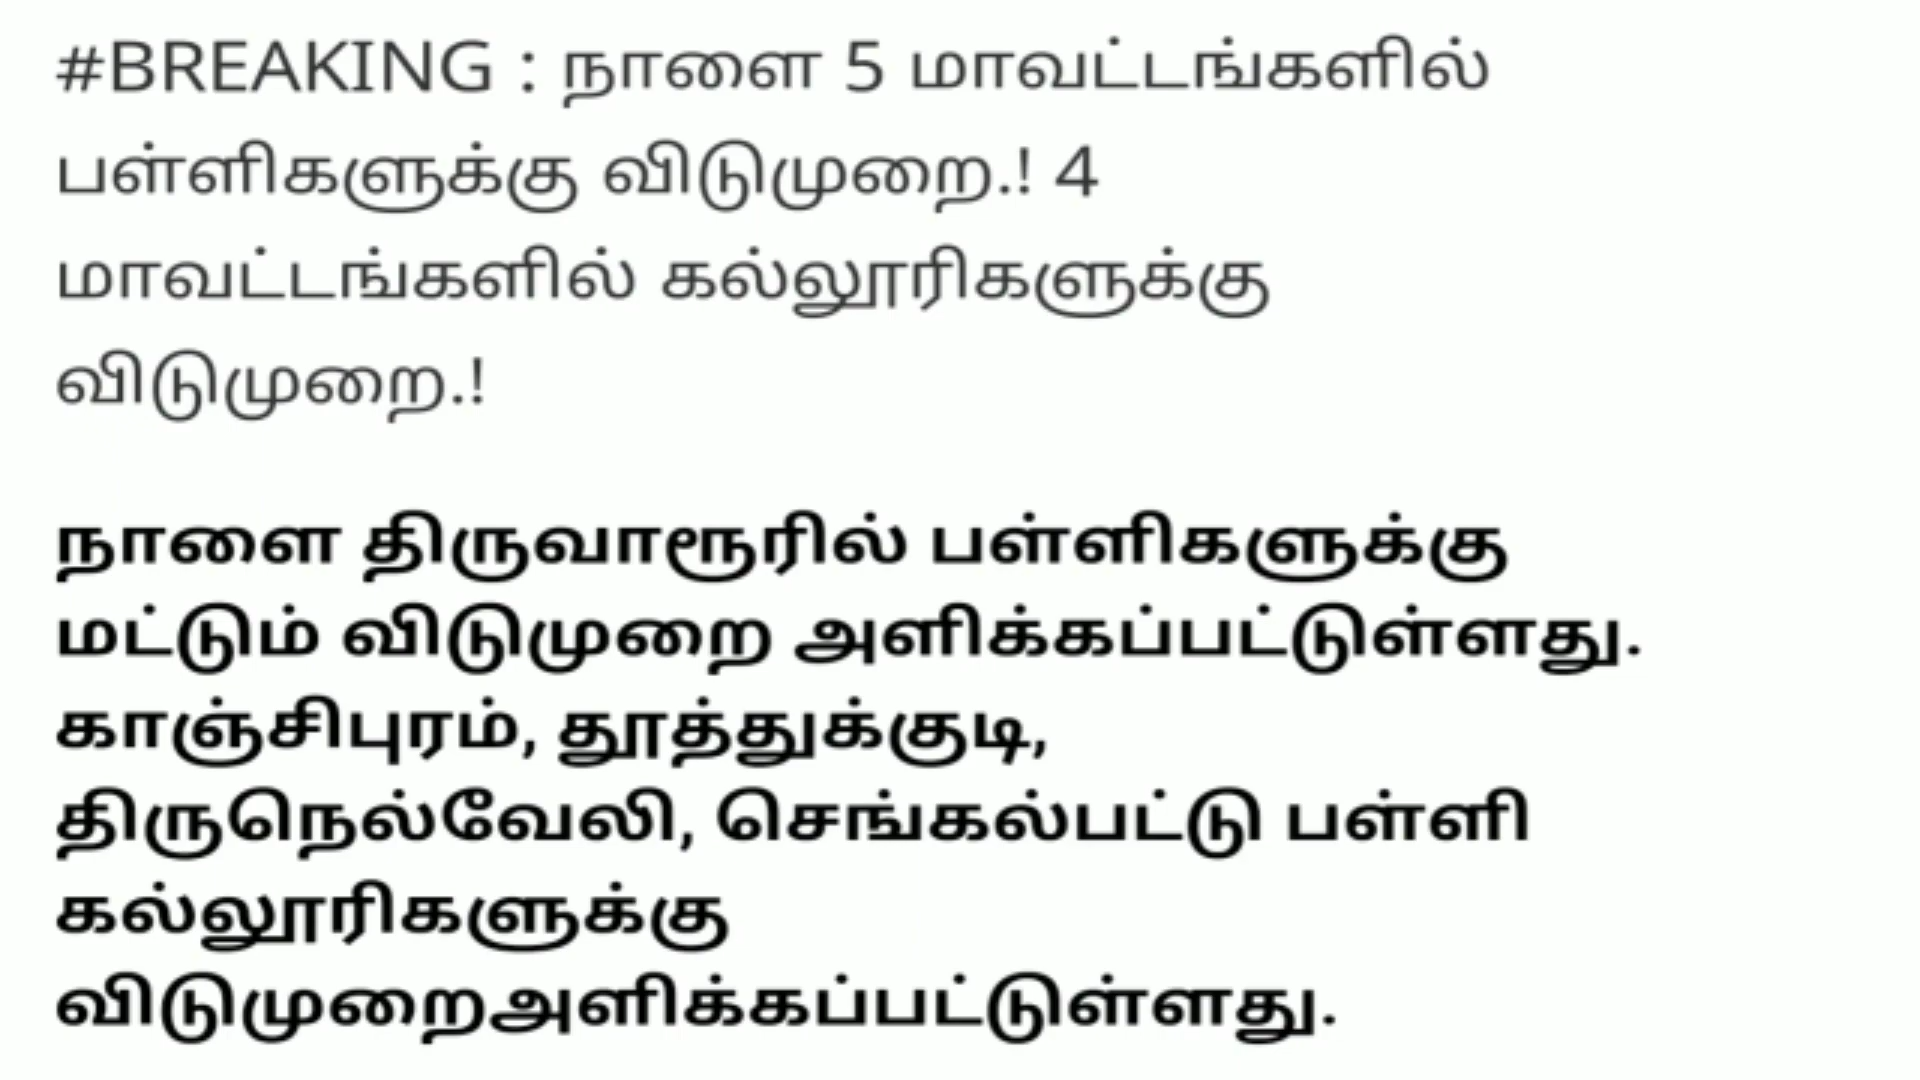 #BREAKING : நாளை 5 மாவட்டங்களில்
பள்ளிகளுக்கு விடுமுறை.! 4
மாவட்டங்களில் கல்லூரிகளுக்கு
விடுமுறை.!
நாளை திருவாரூரில் பள்ளிகளுக்கு
மட்டும் விடுமுறை அளிக்கப்பட்டுள்ளது.
காஞ்சிபுரம், தூத்துக்குடி,
திருநெல்வேலி, செங்கல்பட்டு பள்ளி
கல்லூரிகளுக்கு
விடுமுறைஅளிக்கப்பட்டுள்ளது.